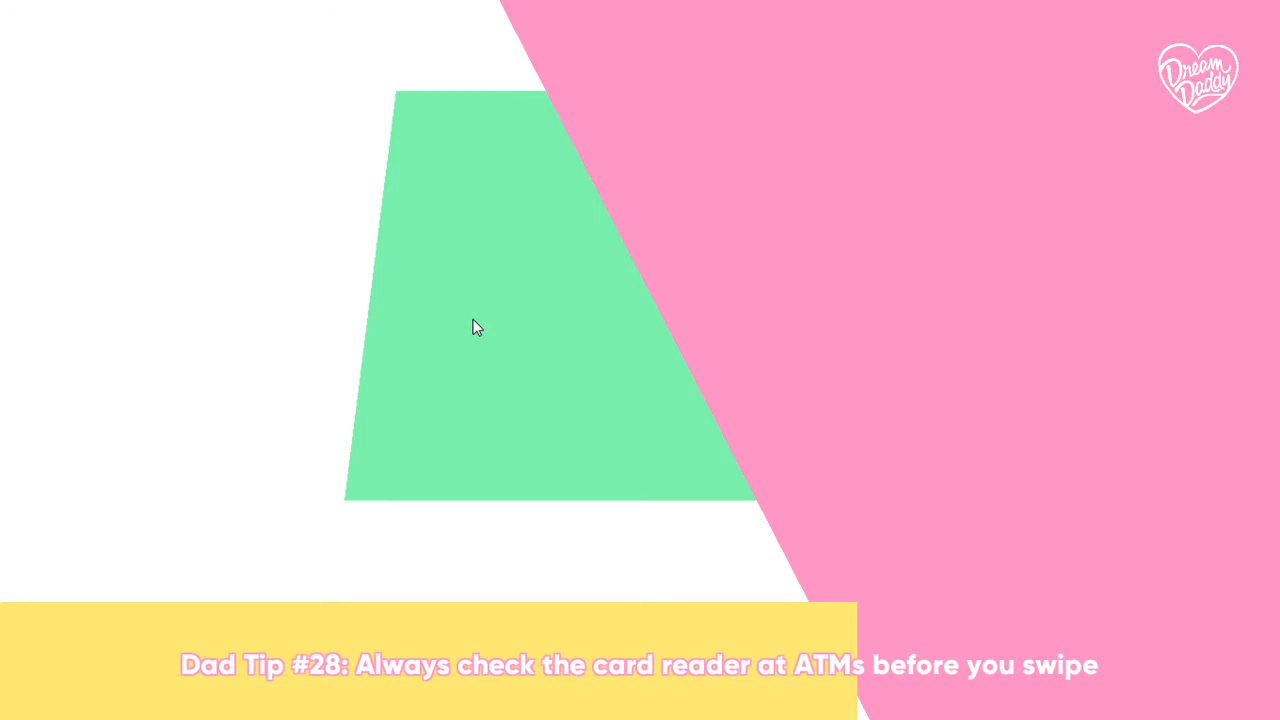 Dream
Daddy
Dad Tip #28: Always check the card reader at ATMs before you swipe